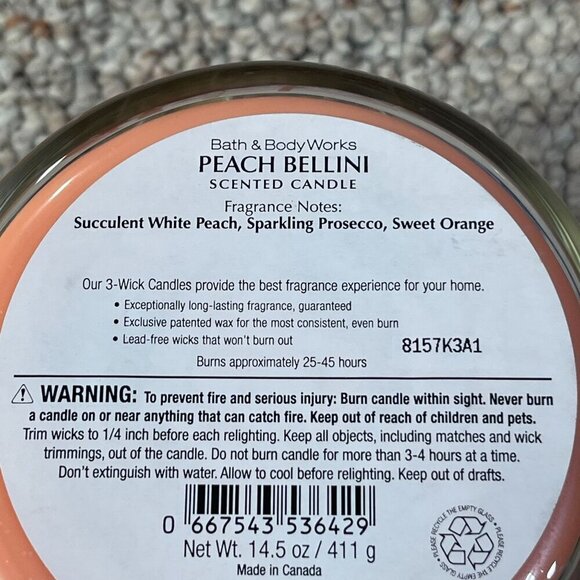 Bath & Body Works
PEACH BELLINI
SCENTED CANDLE
Fragrance Notes:
Succulent White Peach, Sparkling Prosecco, Sweet Orange
Our 3-Wick Candles provide the best fragrance experience for your home.
• Exceptionally long-lasting fragrance, guaranteed
• Exclusive patented wax for the most consistent, even burn
• Lead-free wicks that won't burn out
8157K3A1
Burns approximately 25-45 hours
⚠ WARNING: To prevent fire and serious injury: Burn candle within sight. Never burn
a candle on or near anything that can catch fire. Keep out of reach of children and pets.
Trim wicks to 1/4 inch before each relighting. Keep all objects, including matches and wick
trimmings, out of the candle. Do not burn candle for more than 3-4 hours at a time.
Don't extinguish with water. Allow to cool before relighting. Keep out of drafts.
0 667543 536429
Net Wt. 14.5 oz / 411 g
Made in Canada
• PLEASE RECYCLE THE EMPTY GLASS •